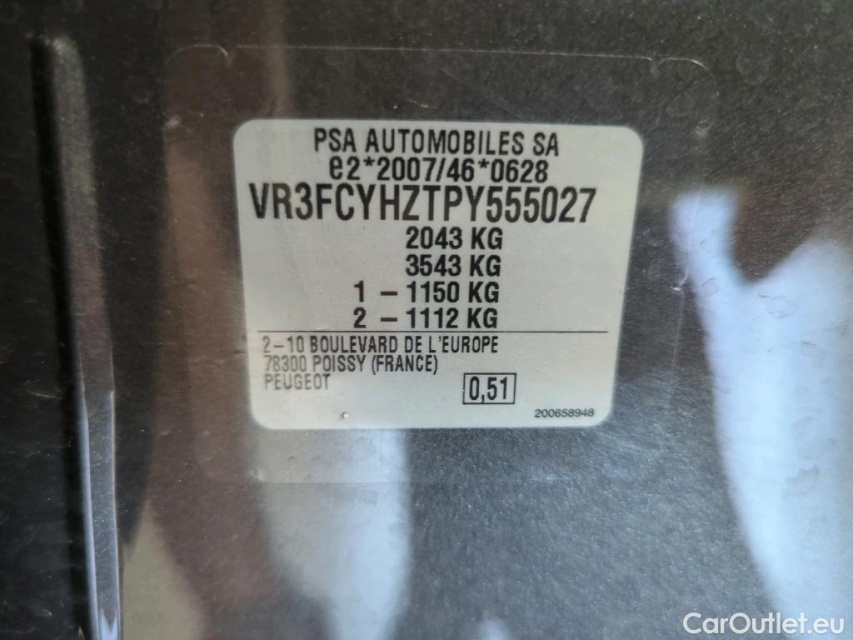 PSA AUTOMOBILES SA
e2*2007/46*0628
VR3FCYHZTPY555027
2043 KG
3543 KG
1 – 1150 KG
2 – 1112 KG
2–10 BOULEVARD DE L'EUROPE
78300 POISSY (FRANCE)
PEUGEOT
0,51
200658948
CarOutlet.eu